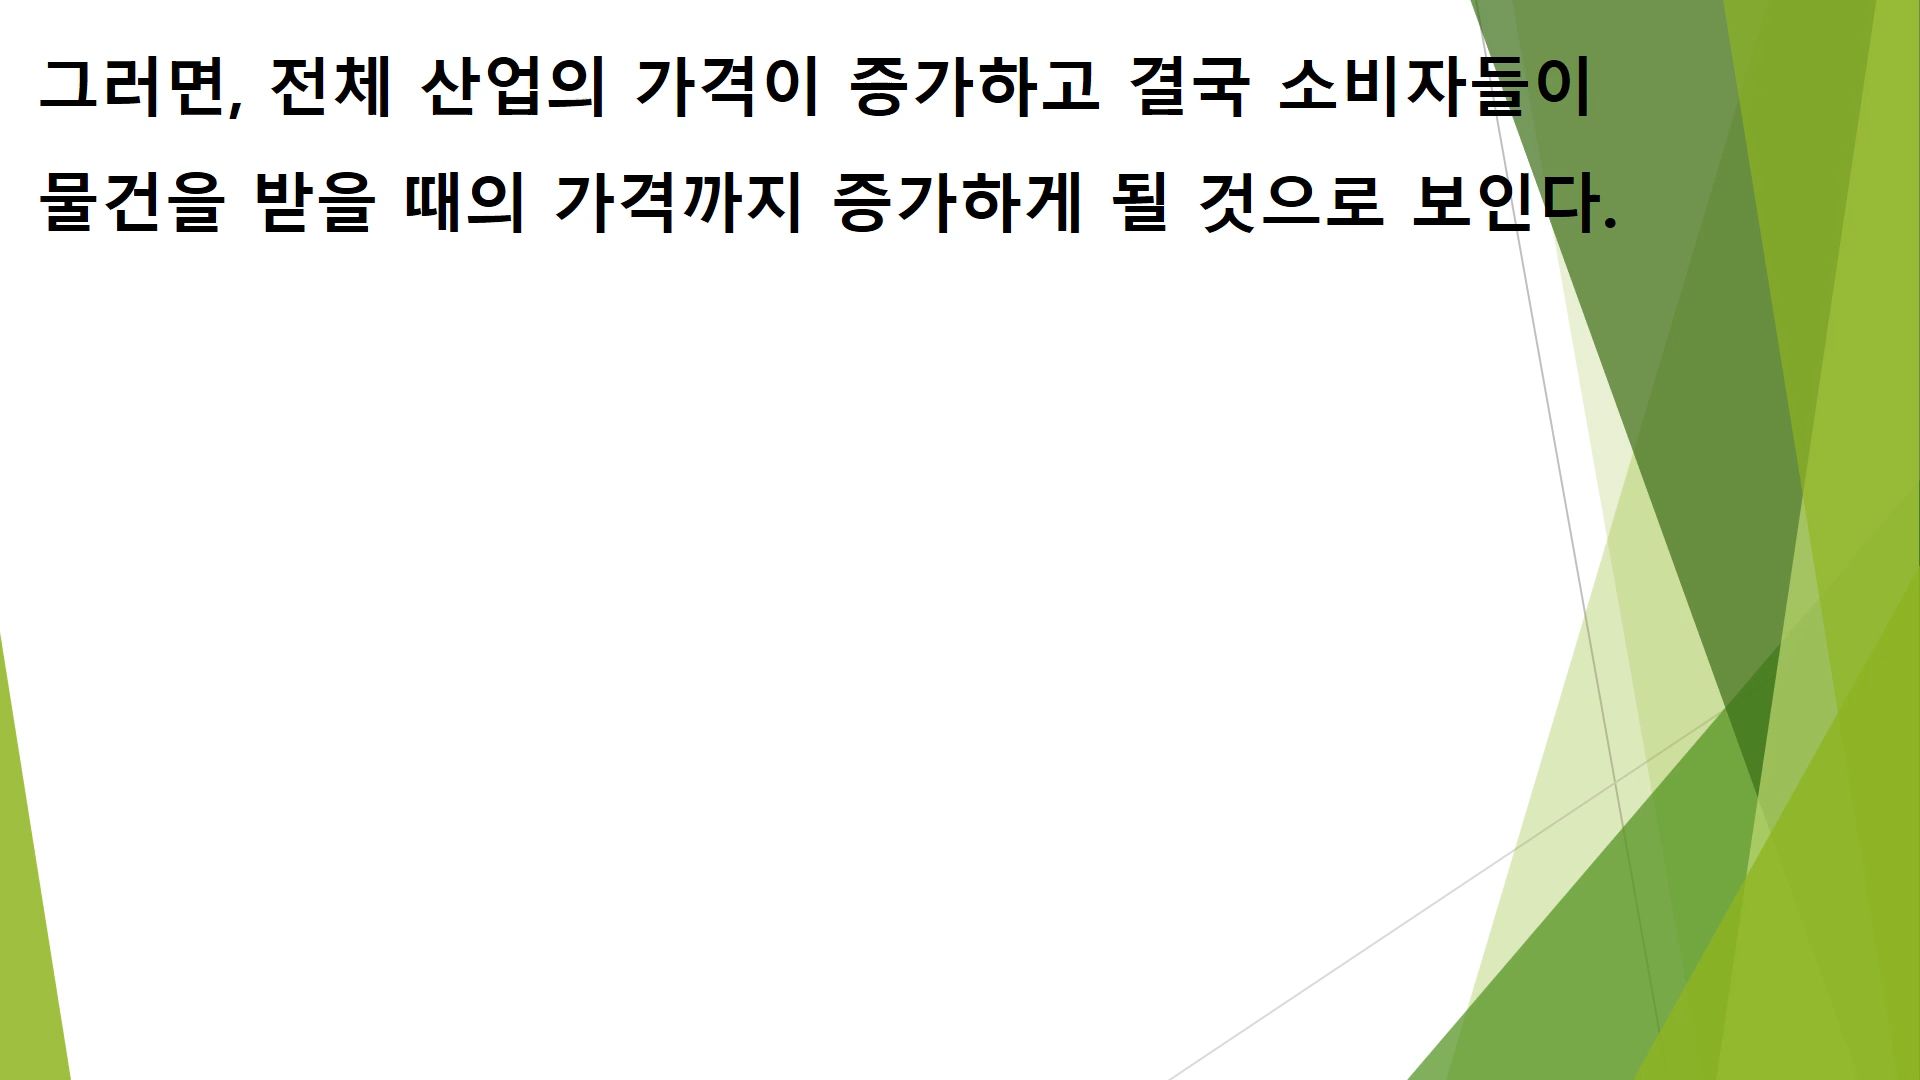 그러면, 전체 산업의 가격이 증가하고 결국 소비자들이
물건을 받을 때의 가격까지 증가하게 될 것으로 보인다.